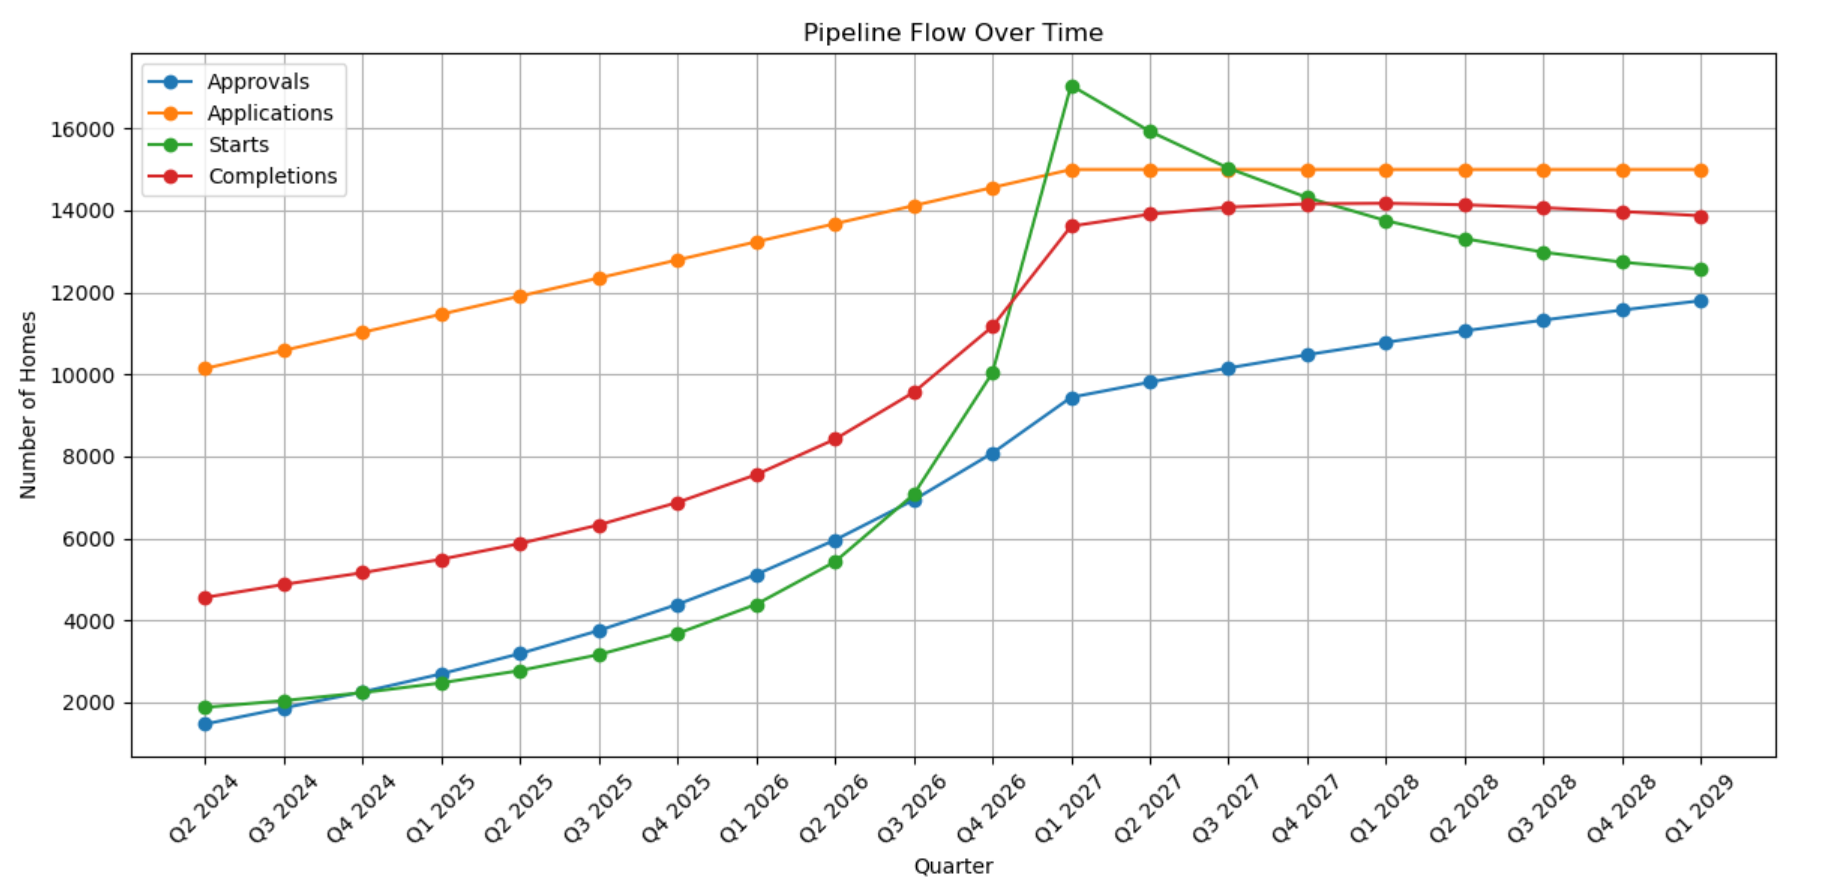 Pipeline Flow Over Time
Approvals
Applications
Starts
Completions
16000
14000
12000
10000
8000
6000
4000
2000
Number of Homes
Q2 2024
Q3 2024
Q4 2024
Q1 2025
Q2 2025
Q3 2025
Q4 2025
Q1 2026
Q2 2026
Q3 2026
Q4 2026
Q1 2027
Q2 2027
Q3 2027
Q4 2027
Q1 2028
Q2 2028
Q3 2028
Q4 2028
Q1 2029
Quarter